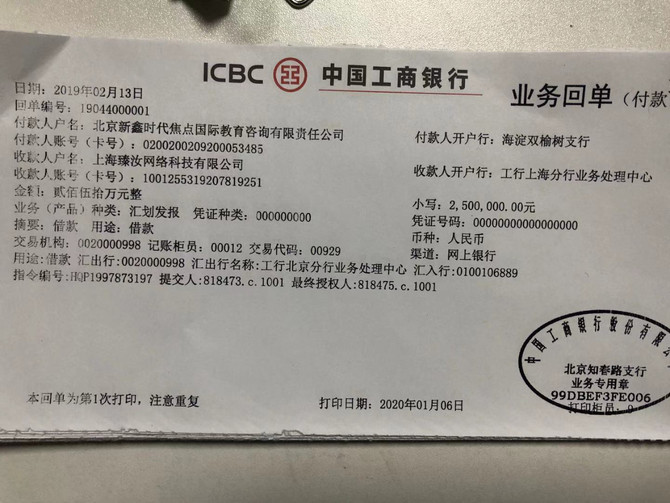 ICBC 中国工商银行 业务回单(付款
日期: 2019年02月13日
回单编号: 19044000001
付款人户名: 北京新鑫时代焦点国际教育咨询有限责任公司 付款人开户行: 海淀双榆树支行
付款人账号(卡号): 0200200209200053485
收款人户名: 上海臻汝网络科技有限公司 收款人开户行: 工行上海分行业务处理中心
收款人账号(卡号): 1001255319207819251
金额: 贰佰伍拾万元整 小写: 2,500,000.00元
业务(产品)种类: 汇划发报 凭证种类: 000000000 凭证号码: 00000000000000000
摘要: 借款 用途: 借款 币种: 人民币
交易机构: 0020000998 记账柜员: 00012 交易代码: 00929 渠道: 网上银行
用途:借款 汇出行:0020000998 汇出行名称:工行北京分行业务处理中心 汇入行:0100106889
指令编号:HQP1997873197 提交人:818473.c.1001 最终授权人:818475.c.1001
中国工商银行股份有限公
北京知春路支行
业务专用章
99DBEF3FE006
本回单为第1次打印, 注意重复 打印日期: 2020年01月06日 打印柜员: